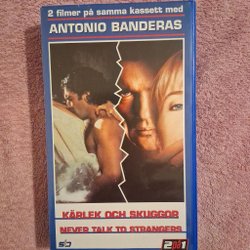 2 filmer på samma kassett med
ANTONIO BANDERAS
KÄRLEK OCH SKUGGOR
NEVER TALK TO STRANGERS